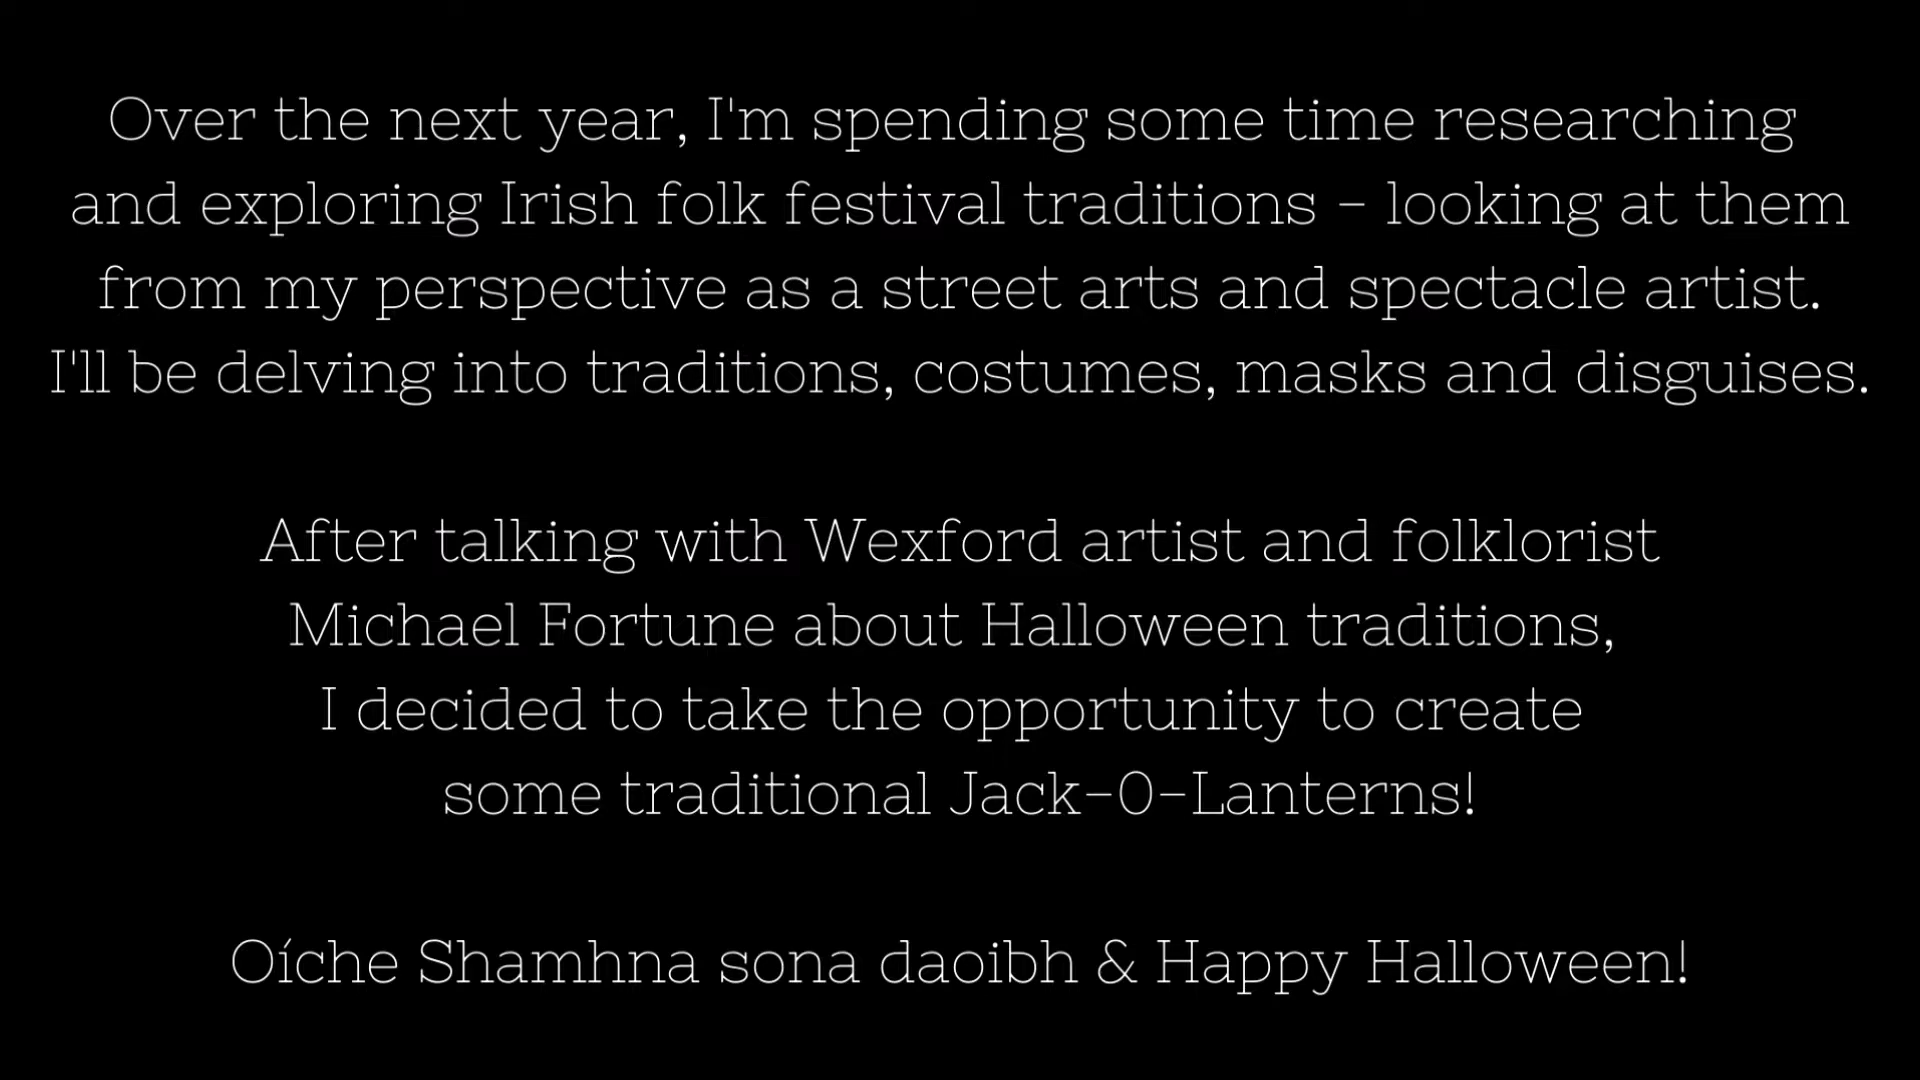 Over the next year, I'm spending some time researching
and exploring Irish folk festival traditions - looking at them
from my perspective as a street arts and spectacle artist.
I'll be delving into traditions, costumes, masks and disguises.
After talking with Wexford artist and folklorist
Michael Fortune about Halloween traditions,
I decided to take the opportunity to create
some traditional Jack-O-Lanterns!
Oíche Shamhna sona daoibh & Happy Halloween!